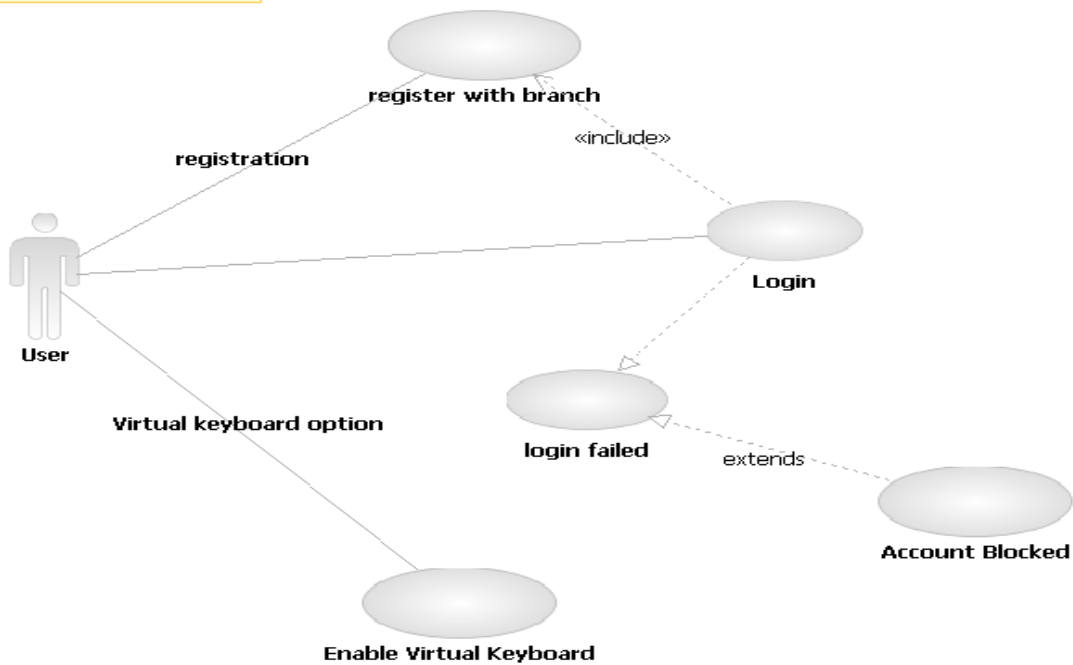 register with branch
«include»
registration
Login
User
Virtual keyboard option
login failed
extends
Account Blocked
Enable Virtual Keyboard